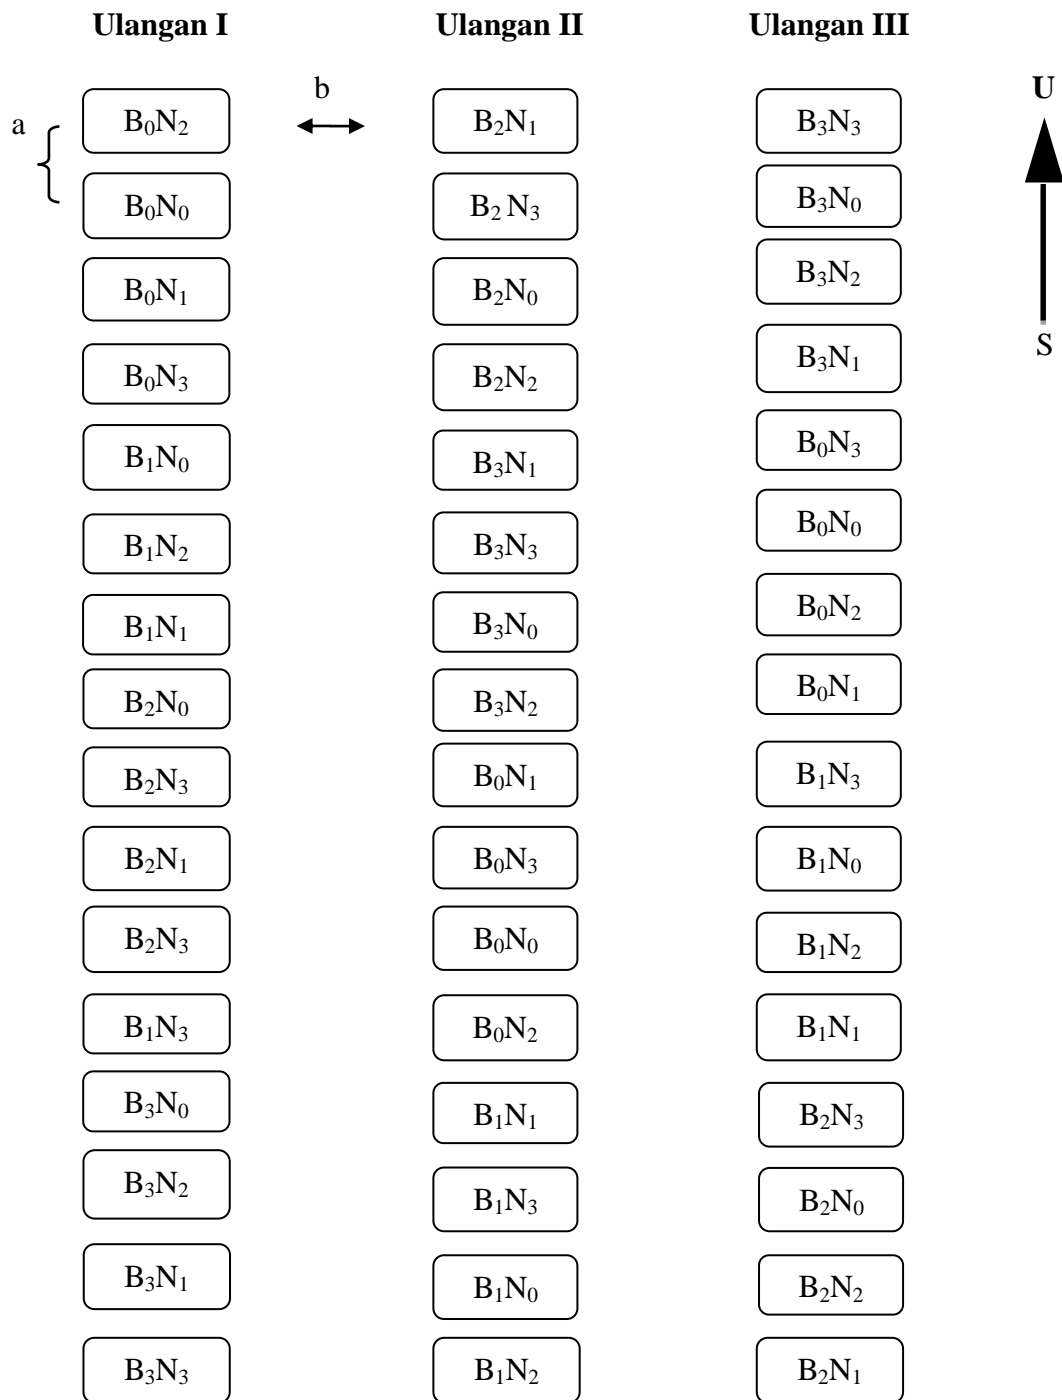 Ulangan I Ulangan II Ulangan III
a B₀N₂ b B₂N₁ B₃N₃ U
B₀N₀ B₂ N₃ B₃N₀
B₀N₁ B₂N₀ B₃N₂
B₀N₃ B₂N₂ B₃N₁ S
B₁N₀ B₃N₁ B₀N₃
B₁N₂ B₃N₃ B₀N₀
B₁N₁ B₃N₀ B₀N₂
B₂N₀ B₃N₂ B₀N₁
B₂N₃ B₀N₁ B₁N₃
B₂N₁ B₀N₃ B₁N₀
B₂N₃ B₀N₀ B₁N₂
B₁N₃ B₀N₂ B₁N₁
B₃N₀ B₁N₁ B₂N₃
B₃N₂ B₁N₃ B₂N₀
B₃N₁ B₁N₀ B₂N₂
B₃N₃ B₁N₂ B₂N₁